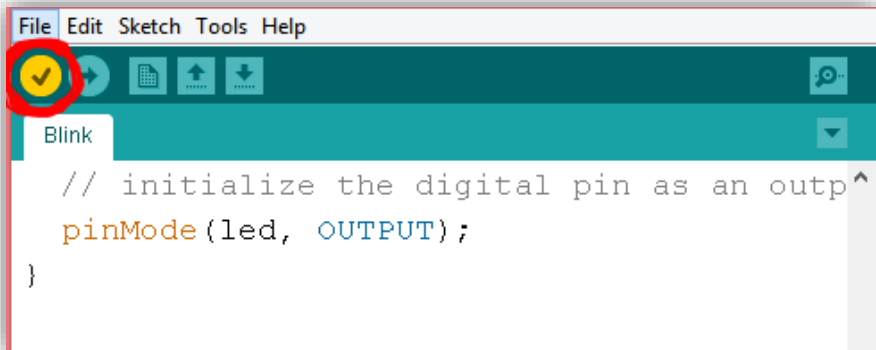 File Edit Sketch Tools Help
Blink
// initialize the digital pin as an outp
pinMode(led, OUTPUT);
}